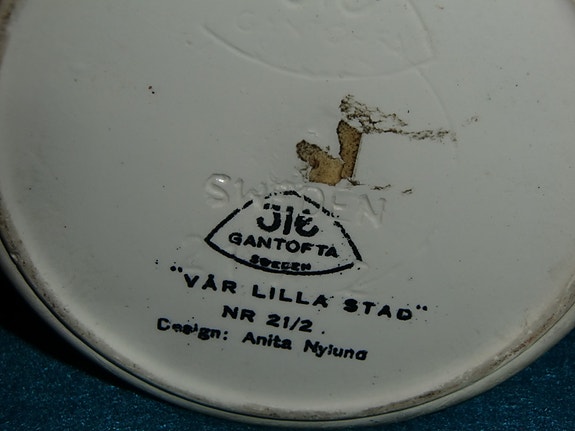 SWEDEN
JIE
GANTOFTA
SWEDEN
"VÅR LILLA STAD"
NR 21/2.
Design: Anita Nylund